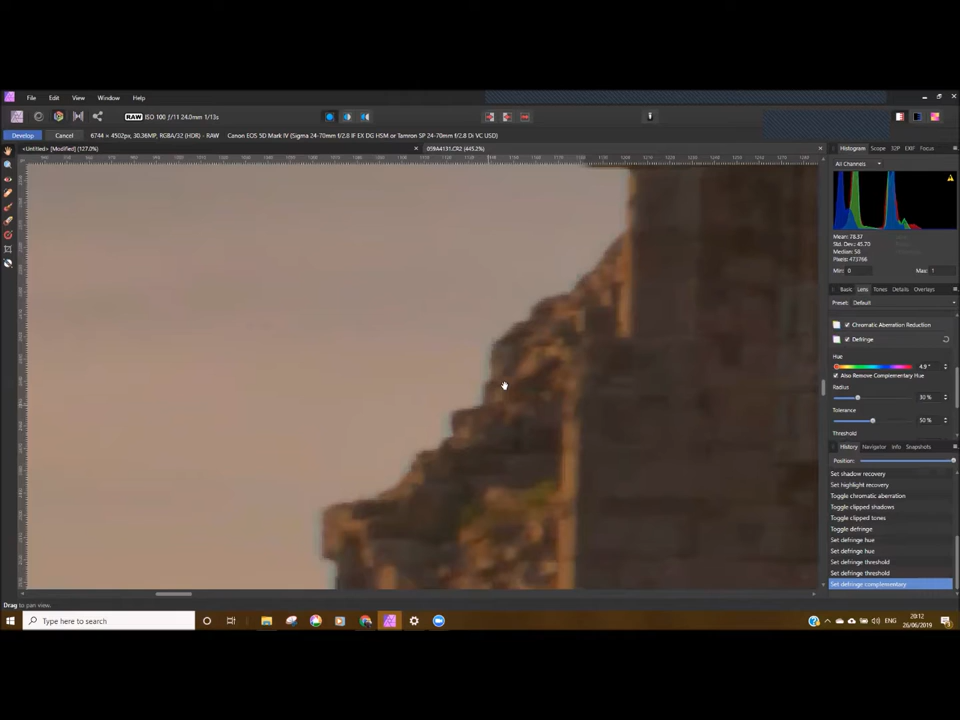 File Edit View Window Help
RAW ISO 100 ƒ/11 24.0mm 1/13s
Develop Cancel 6744 × 4502px, 30.36MP, RGBA/32 (HDR) - RAW Canon EOS 5D Mark IV (Sigma 24-70mm f/2.8 IF EX DG HSM or Tamron SP 24-70mm f/2.8 Di VC USD)
<Untitled> [Modified] (127.0%) 059A4131.CR2 (445.2%)
Histogram Scope 32P EXIF Focus
All Channels
Mean: 78.37
Std. Dev.: 45.70
Median: 58
Pixels: 473766
Min: 0 Max: 1
Basic Lens Tones Details Overlays
Preset: Default
Chromatic Aberration Reduction
Defringe
Hue
4.9 °
Also Remove Complementary Hue
Radius
30 %
Tolerance
50 %
Threshold
History Navigator Info Snapshots
Position:
Set shadow recovery
Set highlight recovery
Toggle chromatic aberration
Toggle clipped shadows
Toggle clipped tones
Toggle defringe
Set defringe hue
Set defringe hue
Set defringe threshold
Set defringe threshold
Set defringe complementary
Drag to pan view.
Type here to search
ENG
20:12
26/06/2019